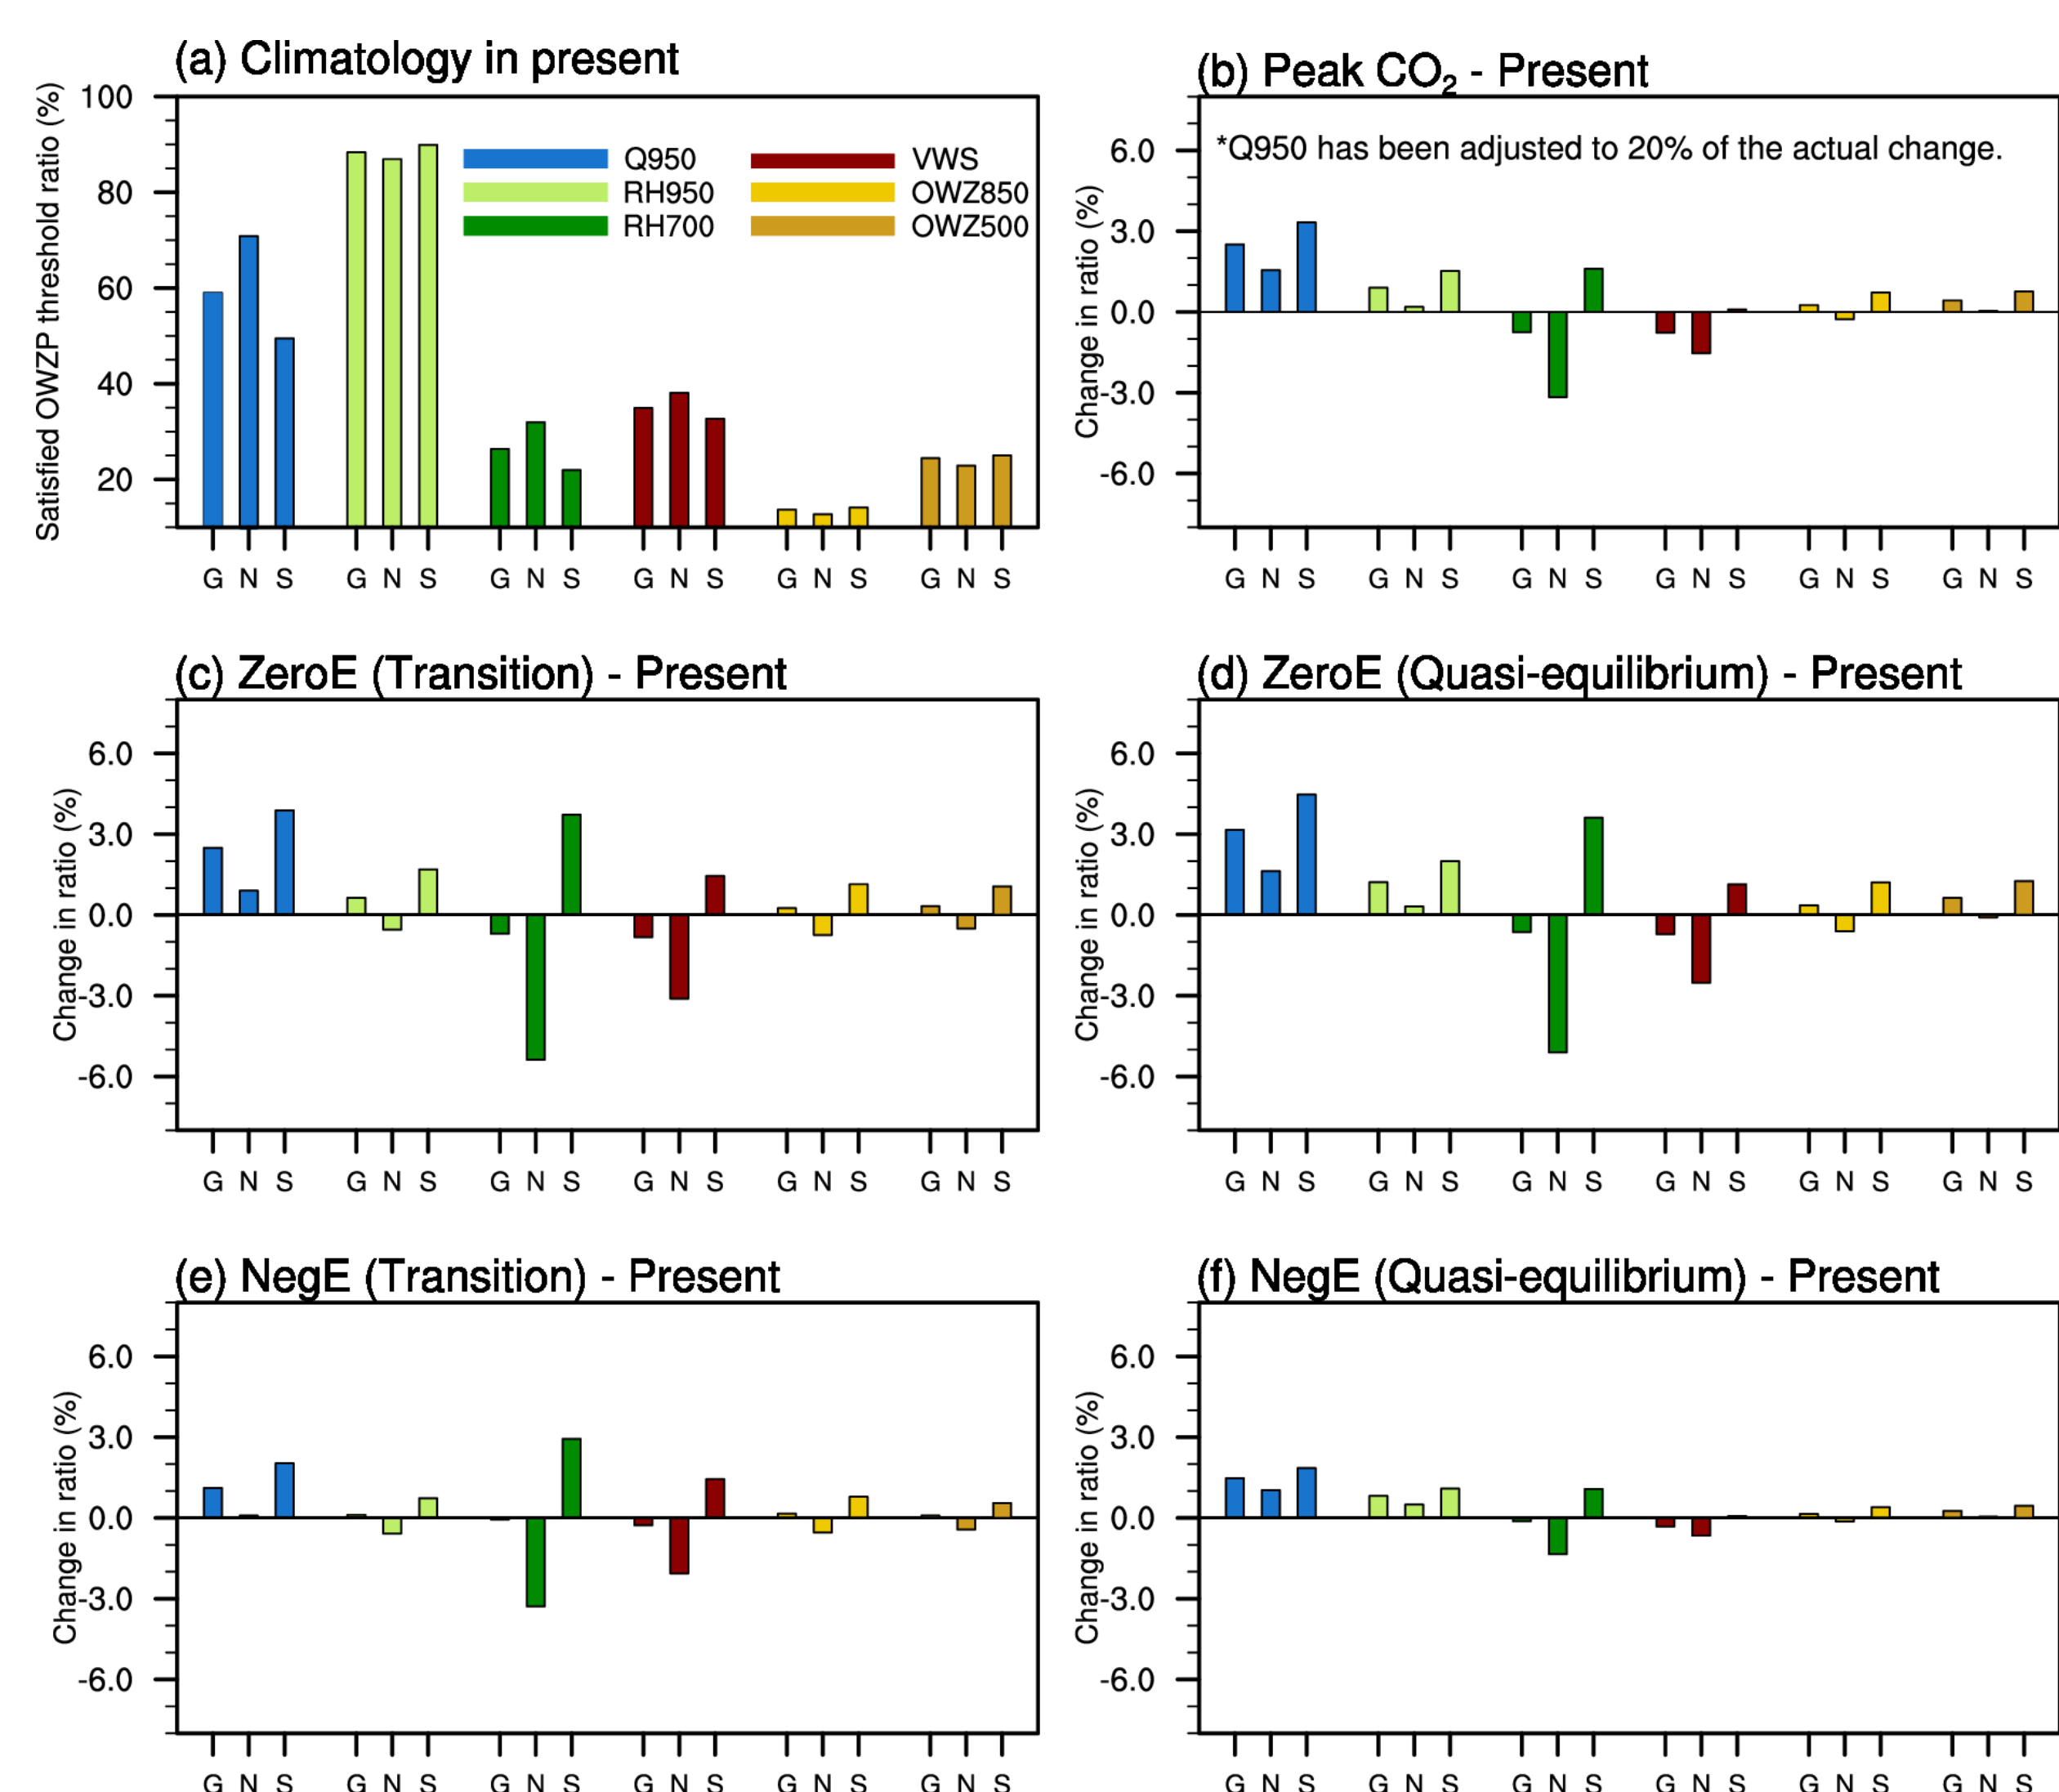 (a) Climatology in present
Satisfied OWZP threshold ratio (%)
100
80
60
40
20
Q950
RH950
RH700
VWS
OWZ850
OWZ500
G N S G N S G N S G N S G N S G N S
(b) Peak CO₂ - Present
*Q950 has been adjusted to 20% of the actual change.
Change in ratio (%)
6.0
3.0
0.0
-3.0
-6.0
G N S G N S G N S G N S G N S G N S
(c) ZeroE (Transition) - Present
Change in ratio (%)
6.0
3.0
0.0
-3.0
-6.0
G N S G N S G N S G N S G N S G N S
(d) ZeroE (Quasi-equilibrium) - Present
Change in ratio (%)
6.0
3.0
0.0
-3.0
-6.0
G N S G N S G N S G N S G N S G N S
(e) NegE (Transition) - Present
Change in ratio (%)
6.0
3.0
0.0
-3.0
-6.0
G N S G N S G N S G N S G N S G N S
(f) NegE (Quasi-equilibrium) - Present
Change in ratio (%)
6.0
3.0
0.0
-3.0
-6.0
G N S G N S G N S G N S G N S G N S